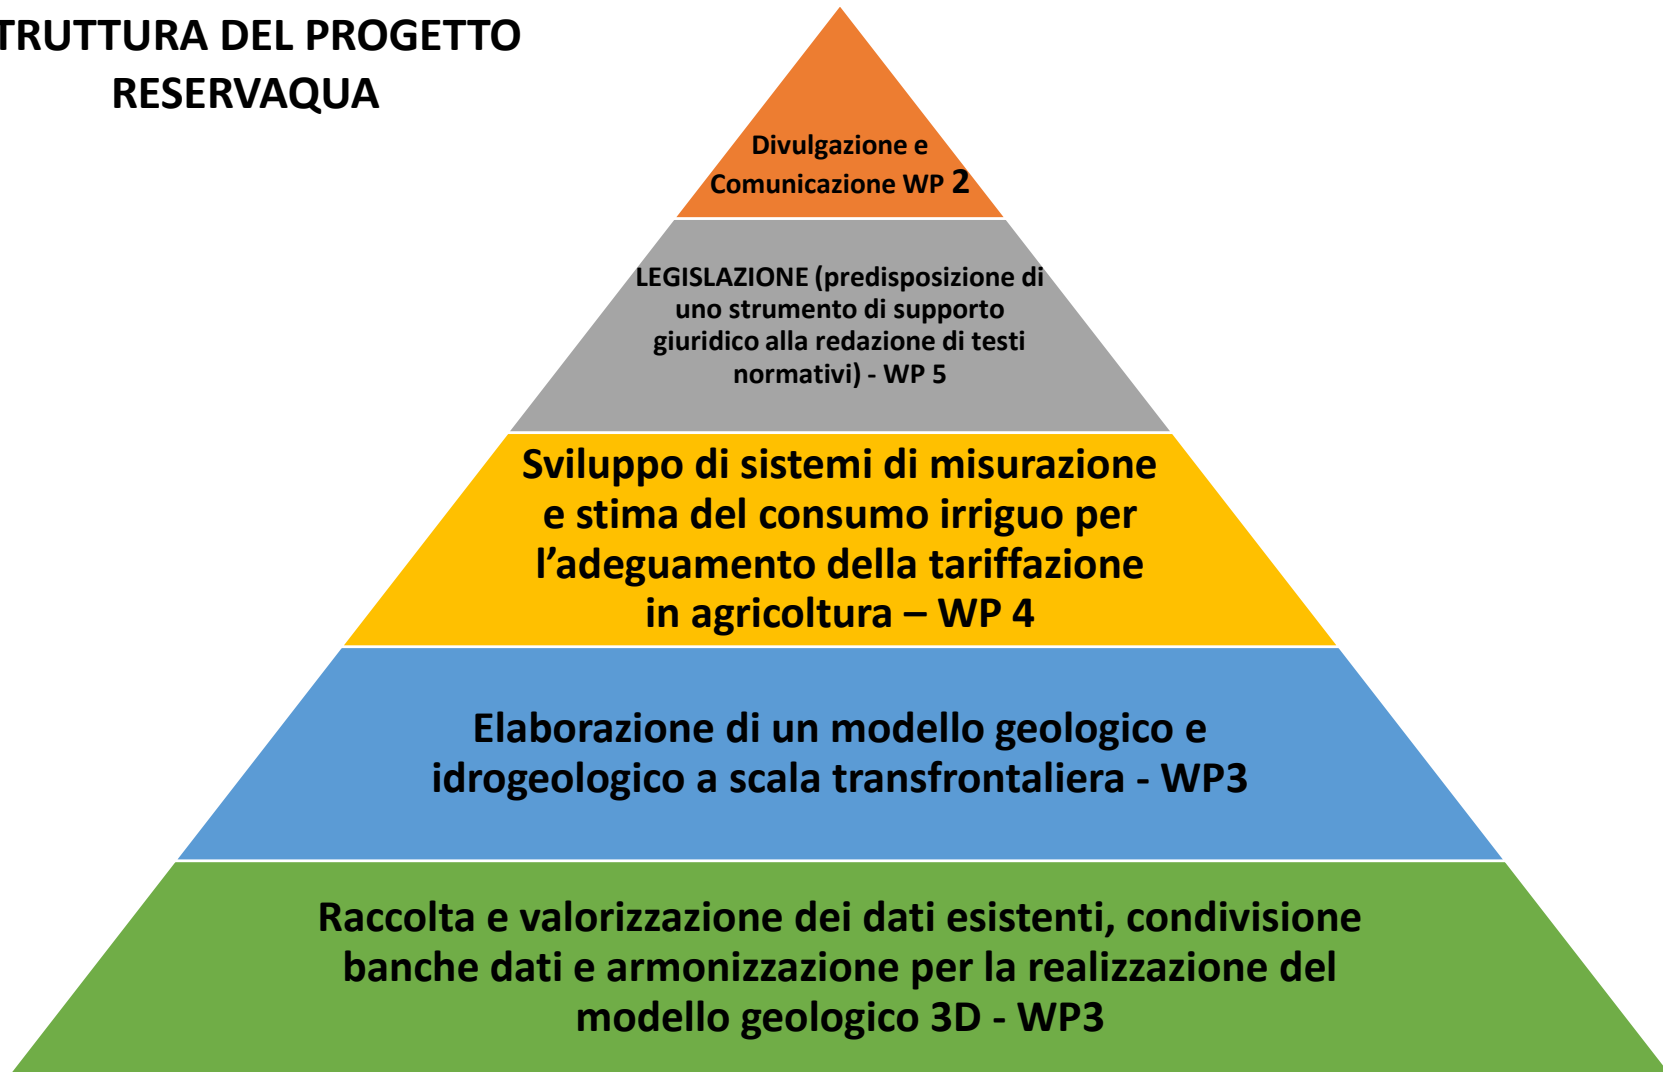 TRUTTURA DEL PROGETTO
RESERVAQUA
Divulgazione e
Comunicazione WP 2
LEGISLAZIONE (predisposizione di
uno strumento di supporto
giuridico alla redazione di testi
normativi) - WP 5
Sviluppo di sistemi di misurazione
e stima del consumo irriguo per
l’adeguamento della tariffazione
in agricoltura – WP 4
Elaborazione di un modello geologico e
idrogeologico a scala transfrontaliera - WP3
Raccolta e valorizzazione dei dati esistenti, condivisione
banche dati e armonizzazione per la realizzazione del
modello geologico 3D - WP3